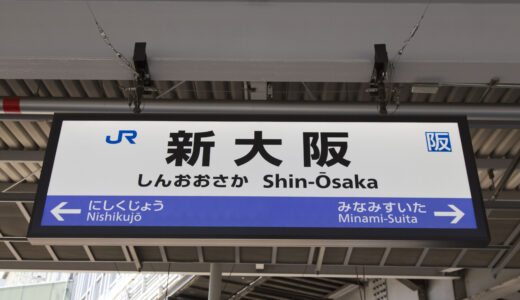 JR 新大阪 阪
しんおおさか Shin-Ōsaka
にしくじょう みなみすいた
Nishikujō Minami-Suita